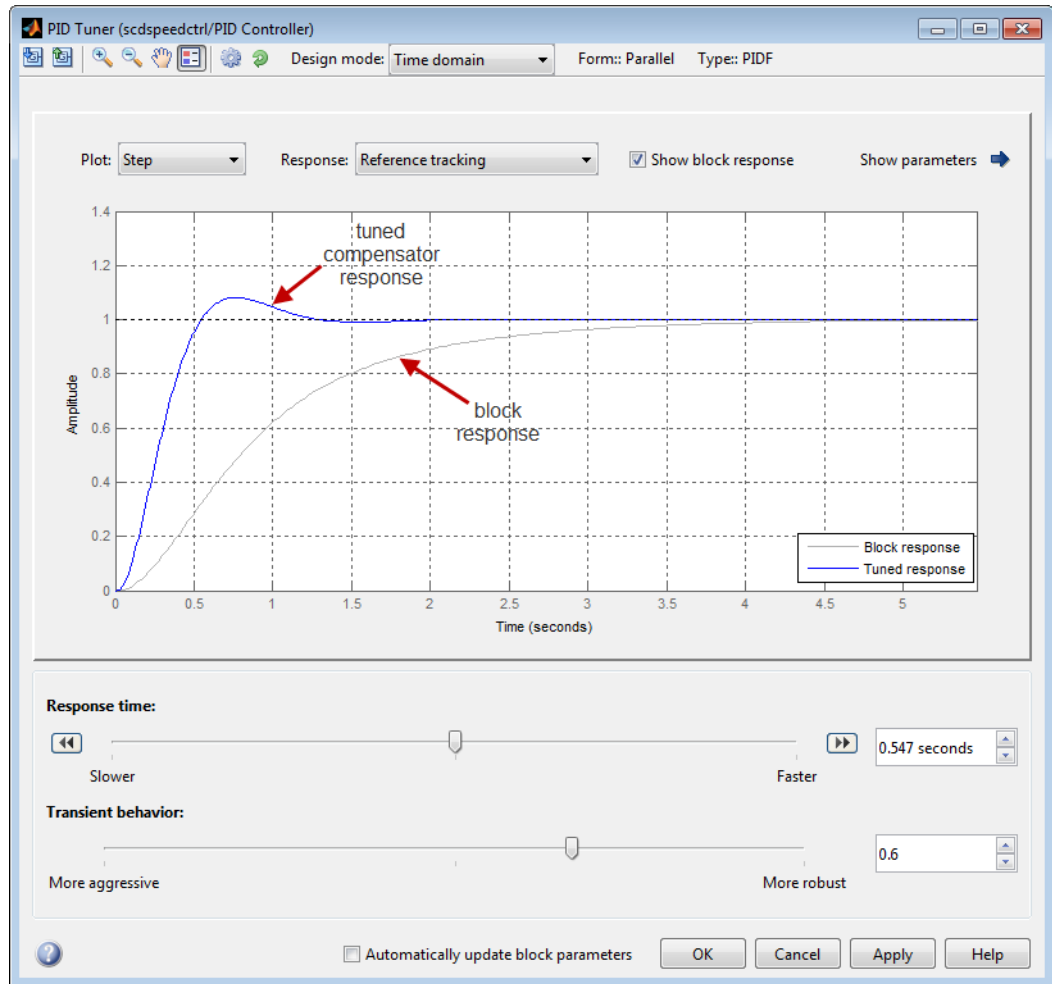 PID Tuner (scdspeedctrl/PID Controller)
Design mode: Time domain Form:: Parallel Type:: PIDF
Plot: Step Response: Reference tracking Show block response Show parameters
1.4
1.2
1
0.8
0.6
0.4
0.2
0
Amplitude
tuned
compensator
response
block
response
Block response
Tuned response
0 0.5 1 1.5 2 2.5 3 3.5 4 4.5 5
Time (seconds)
Response time:
0.547 seconds
Slower Faster
Transient behavior:
0.6
More aggressive More robust
? Automatically update block parameters OK Cancel Apply Help